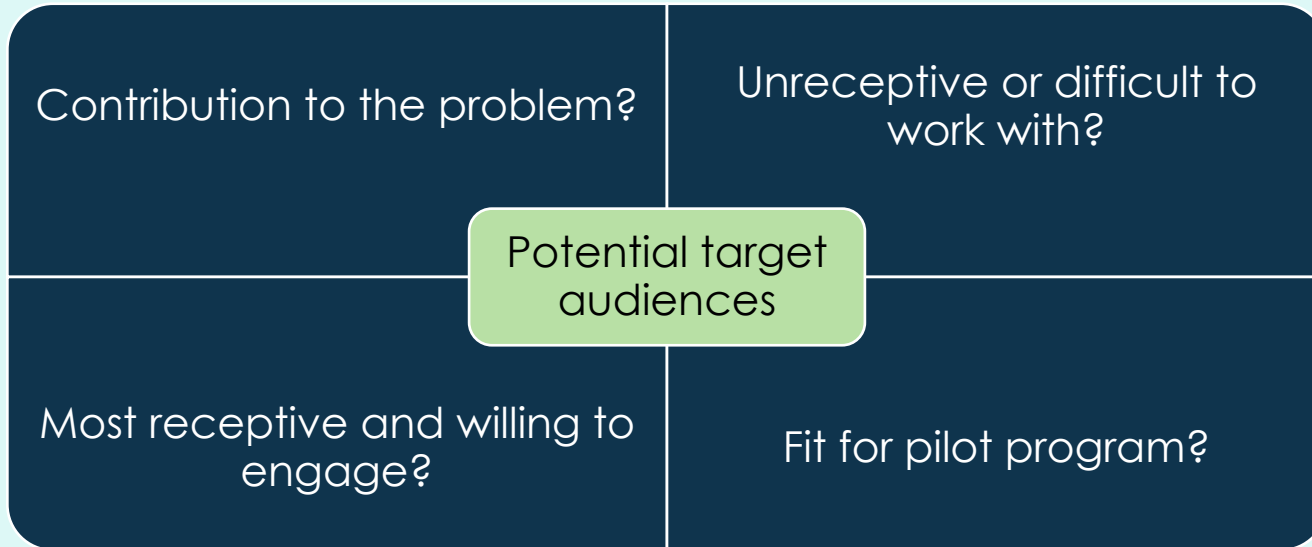 Contribution to the problem?
Unreceptive or difficult to
work with?
Potential target
audiences
Most receptive and willing to
engage?
Fit for pilot program?